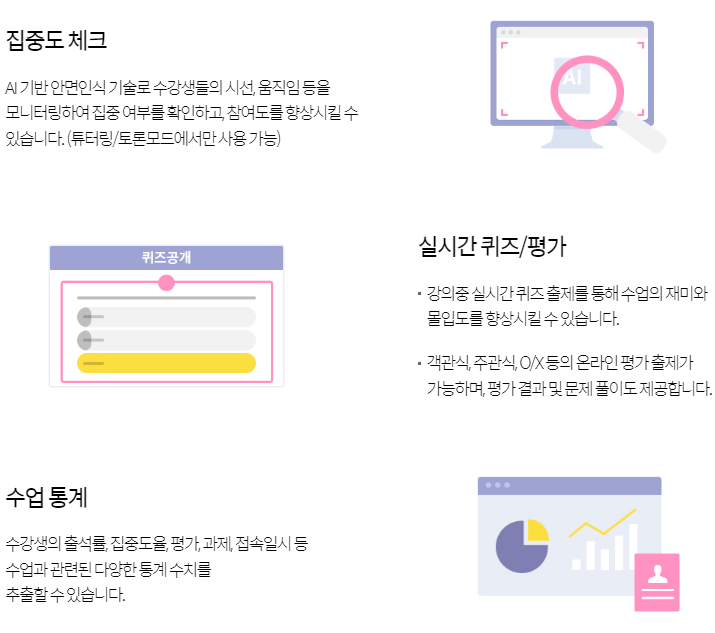 집중도 체크
AI 기반 안면인식 기술로 수강생들의 시선, 움직임 등을
모니터링하여 집중 여부를 확인하고, 참여도를 향상시킬 수
있습니다. (튜터링/토론모드에서만 사용 가능)
AI
퀴즈공개
실시간 퀴즈/평가
• 강의중 실시간 퀴즈 출제를 통해 수업의 재미와
몰입도를 향상시킬 수 있습니다.
• 객관식, 주관식, O/X 등의 온라인 평가 출제가
가능하며, 평가 결과 및 문제 풀이도 제공합니다.
수업 통계
수강생의 출석률, 집중도율, 평가, 과제, 접속일시 등
수업과 관련된 다양한 통계 수치를
추출할 수 있습니다.